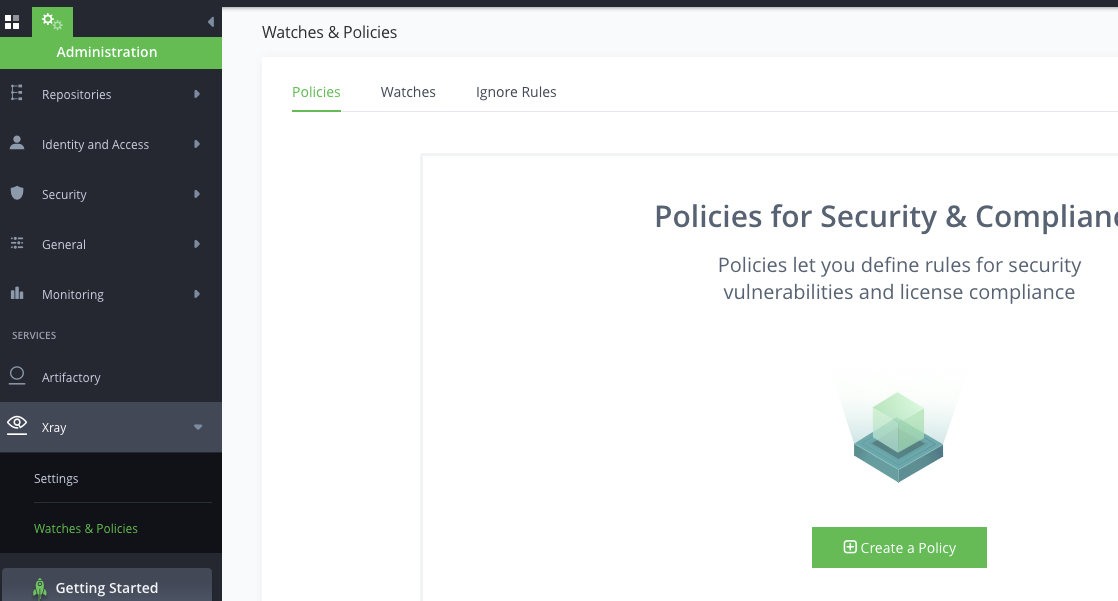 Administration
Repositories
Identity and Access
Security
General
Monitoring
SERVICES
Artifactory
Xray
Settings
Watches & Policies
Getting Started
Watches & Policies
Policies
Watches
Ignore Rules
Policies for Security &
Policies let you define rules for security
vulnerabilities and license compliance
Create a Policy